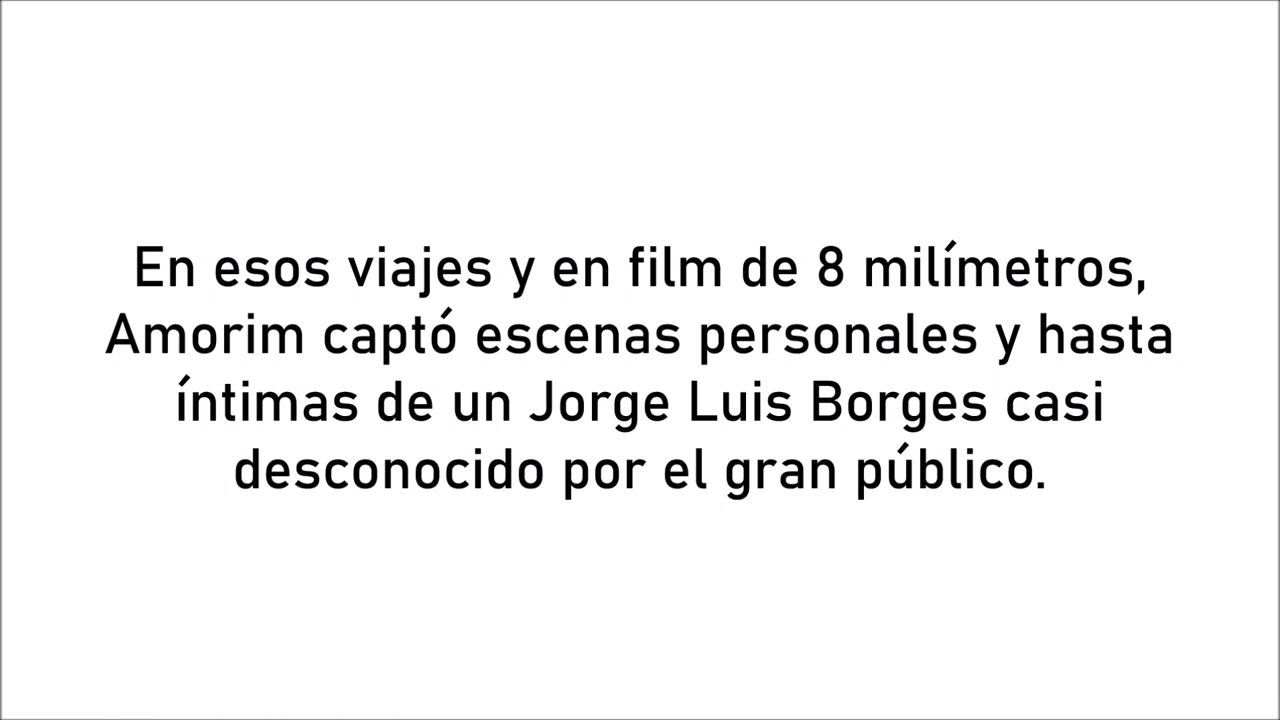 En esos viajes y en film de 8 milímetros,
Amorim captó escenas personales y hasta
íntimas de un Jorge Luis Borges casi
desconocido por el gran público.